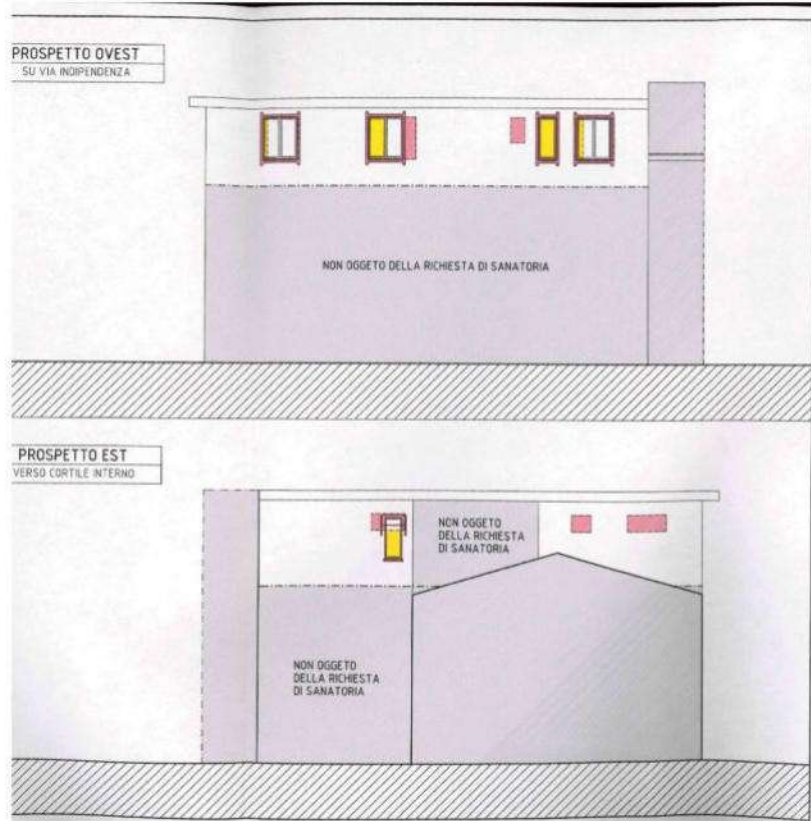 PROSPETTO OVEST
SU VIA INDIPENDENZA
NON OGGETO DELLA RICHIESTA DI SANATORIA
PROSPETTO EST
VERSO CORTILE INTERNO
NON OGGETO
DELLA RICHIESTA
DI SANATORIA
NON OGGETO
DELLA RICHIESTA
DI SANATORIA